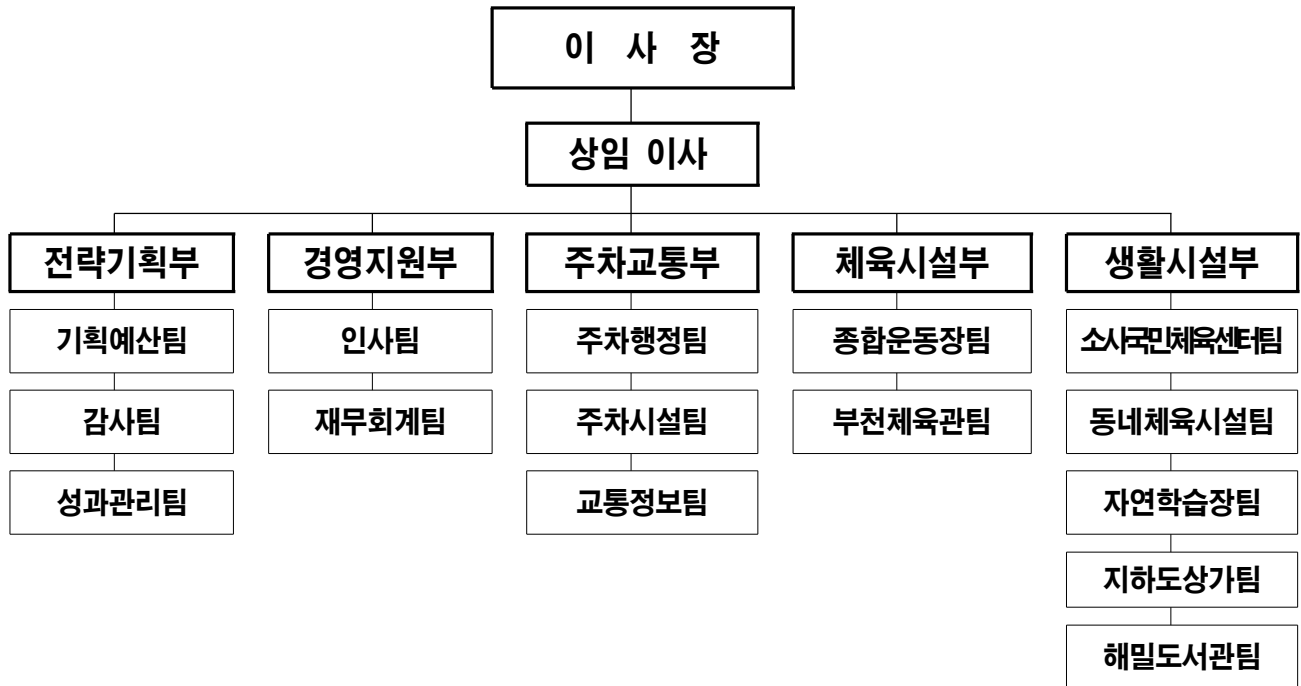 이 사 장
상임 이사
전략기획부 경영지원부 주차교통부 체육시설부 생활시설부
기획예산팀 인사팀 주차행정팀 종합운동장팀 소사국민체육센터팀
감사팀 재무회계팀 주차시설팀 부천체육관팀 동네체육시설팀
성과관리팀 교통정보팀 자연학습장팀
지하도상가팀
해밀도서관팀